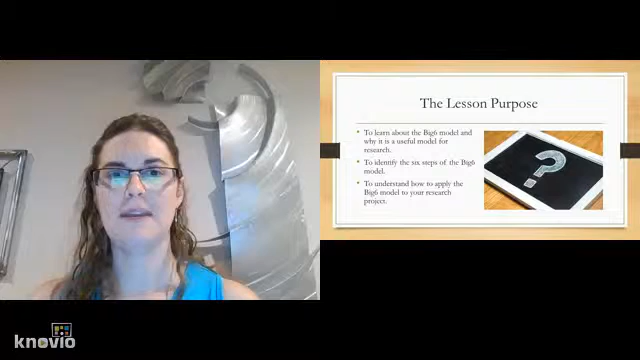 The Lesson Purpose
• To learn about the Big6 model and
why it is a useful model for
research.
• To identify the six steps of the Big6
model.
• To understand how to apply the
Big6 model to your research
project.
?
knovio